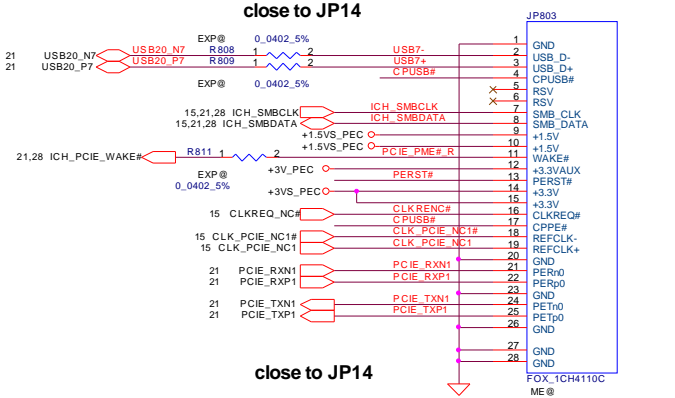 close to JP14
JP803
EXP@ 0_0402_5%
21 USB20_N7 USB20_N7 R808 1 2 USB7- 1 GND
21 USB20_P7 USB20_P7 R809 1 2 USB7+ 2 USB_D-
3 USB_D+
EXP@ 0_0402_5% CPUSB# 4 CPUSB#
5 RSV
6 RSV
15,21,28 ICH_SMBCLK ICH_SMBCLK 7 SMB_CLK
15,21,28 ICH_SMBDATA ICH_SMBDATA 8 SMB_DATA
+1.5VS_PEC 9 +1.5V
+1.5VS_PEC 10 +1.5V
21,28 ICH_PCIE_WAKE# R811 1 2 PCIE_PME#_R 11 WAKE#
+3V_PEC 12 +3.3VAUX
EXP@ PERST# 13 PERST#
0_0402_5% +3VS_PEC 14 +3.3V
15 +3.3V
15 CLKREQ_NC# CLKRENC# 16 CLKREQ#
CPUSB# 17 CPPE#
15 CLK_PCIE_NC1# CLK_PCIE_NC1# 18 REFCLK-
15 CLK_PCIE_NC1 CLK_PCIE_NC1 19 REFCLK+
20 GND
21 PCIE_RXN1 PCIE_RXN1 21 PERn0
21 PCIE_RXP1 PCIE_RXP1 22 PERp0
23 GND
21 PCIE_TXN1 PCIE_TXN1 24 PETn0
21 PCIE_TXP1 PCIE_TXP1 25 PETp0
26 GND
27 GND
28 GND
close to JP14
FOX_1CH4110C
ME@